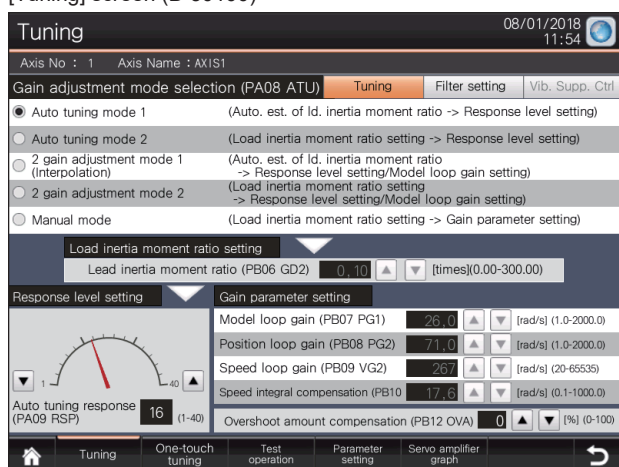 [Tuning] screen (B-30100)
Tuning
08/01/2018
11:54
Axis No : 1 Axis Name : AXIS1
Gain adjustment mode selection (PA08 ATU)
Tuning
Filter setting
Vib. Supp. Ctrl
Auto tuning mode 1 (Auto. est. of ld. inertia moment ratio -> Response level setting)
Auto tuning mode 2 (Load inertia moment ratio setting -> Response level setting)
2 gain adjustment mode 1 (Auto. est. of ld. inertia moment ratio
(Interpolation) -> Response level setting/Model loop gain setting)
2 gain adjustment mode 2 (Load inertia moment ratio setting
-> Response level setting/Model loop gain setting)
Manual mode (Load inertia moment ratio setting -> Gain parameter setting)
Load inertia moment ratio setting
Lead inertia moment ratio (PB06 GD2) 0,10 [times](0.00-300.00)
Response level setting
Gain parameter setting
Model loop gain (PB07 PG1) 26,0 [rad/s] (1.0-2000.0)
Position loop gain (PB08 PG2) 71,0 [rad/s] (1.0-2000.0)
Speed loop gain (PB09 VG2) 267 [rad/s] (20-65535)
1 40
Speed integral compensation (PB10 17,6 [rad/s] (0.1-1000.0)
Auto tuning response
(PA09 RSP) 16 (1-40)
Overshoot amount compensation (PB12 OVA) 0 [%] (0-100)
Tuning
One-touch
tuning
Test
operation
Parameter
setting
Servo amplifier
graph